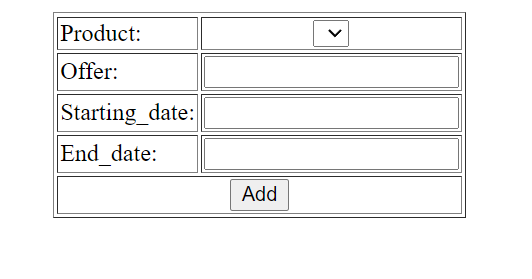 Product:
Offer:
Starting_date:
End_date:
Add